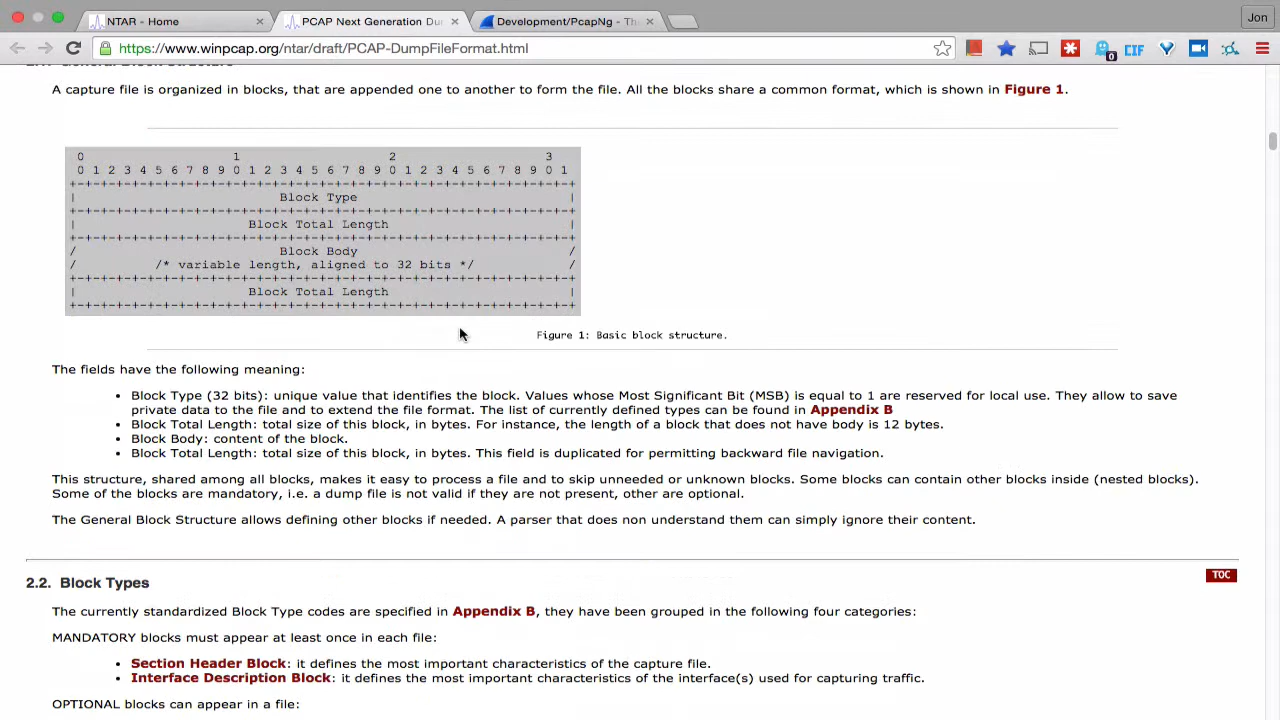 NTAR - Home
PCAP Next Generation Du
Development/PcapNg - Th
Jon
https://www.winpcap.org/ntar/draft/PCAP-DumpFileFormat.html
0
CIF
2.1. General Block Structure
A capture file is organized in blocks, that are appended one to another to form the file. All the blocks share a common format, which is shown in Figure 1.
0 1 2 3
0 1 2 3 4 5 6 7 8 9 0 1 2 3 4 5 6 7 8 9 0 1 2 3 4 5 6 7 8 9 0 1
+-+-+-+-+-+-+-+-+-+-+-+-+-+-+-+-+-+-+-+-+-+-+-+-+-+-+-+-+-+-+-+-+
| Block Type |
+-+-+-+-+-+-+-+-+-+-+-+-+-+-+-+-+-+-+-+-+-+-+-+-+-+-+-+-+-+-+-+-+
| Block Total Length |
+-+-+-+-+-+-+-+-+-+-+-+-+-+-+-+-+-+-+-+-+-+-+-+-+-+-+-+-+-+-+-+-+
/ Block Body /
/ /* variable length, aligned to 32 bits */ /
+-+-+-+-+-+-+-+-+-+-+-+-+-+-+-+-+-+-+-+-+-+-+-+-+-+-+-+-+-+-+-+-+
| Block Total Length |
+-+-+-+-+-+-+-+-+-+-+-+-+-+-+-+-+-+-+-+-+-+-+-+-+-+-+-+-+-+-+-+-+
Figure 1: Basic block structure.
The fields have the following meaning:
• Block Type (32 bits): unique value that identifies the block. Values whose Most Significant Bit (MSB) is equal to 1 are reserved for local use. They allow to save
private data to the file and to extend the file format. The list of currently defined types can be found in Appendix B
• Block Total Length: total size of this block, in bytes. For instance, the length of a block that does not have body is 12 bytes.
• Block Body: content of the block.
• Block Total Length: total size of this block, in bytes. This field is duplicated for permitting backward file navigation.
This structure, shared among all blocks, makes it easy to process a file and to skip unneeded or unknown blocks. Some blocks can contain other blocks inside (nested blocks).
Some of the blocks are mandatory, i.e. a dump file is not valid if they are not present, other are optional.
The General Block Structure allows defining other blocks if needed. A parser that does non understand them can simply ignore their content.
TOC
2.2. Block Types
The currently standardized Block Type codes are specified in Appendix B, they have been grouped in the following four categories:
MANDATORY blocks must appear at least once in each file:
• Section Header Block: it defines the most important characteristics of the capture file.
• Interface Description Block: it defines the most important characteristics of the interface(s) used for capturing traffic.
OPTIONAL blocks can appear in a file: